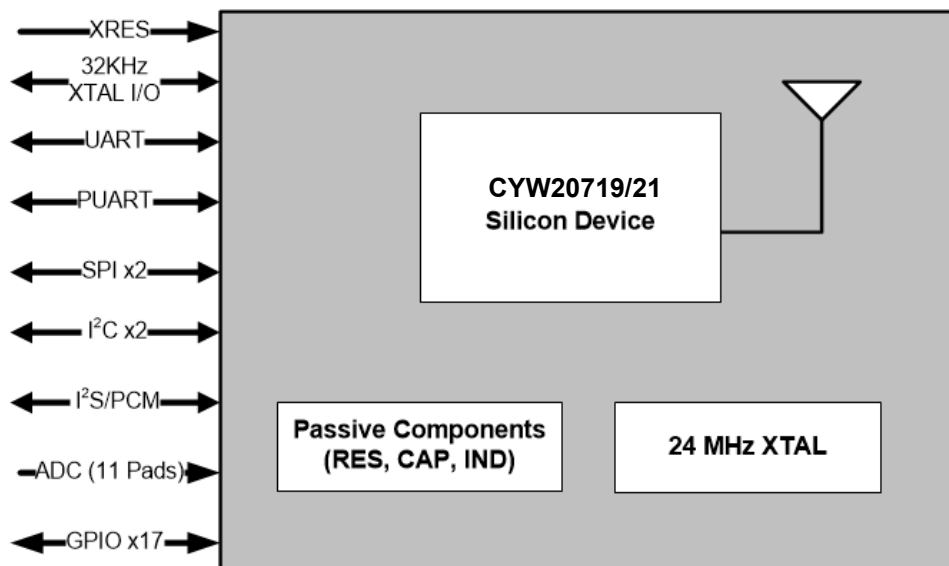 XRES
32KHz
XTAL I/O
UART
PUART
SPI x2
I²C x2
I²S/PCM
ADC (11 Pads)
GPIO x17
CYW20719/21
Silicon Device
Passive Components
(RES, CAP, IND)
24 MHz XTAL